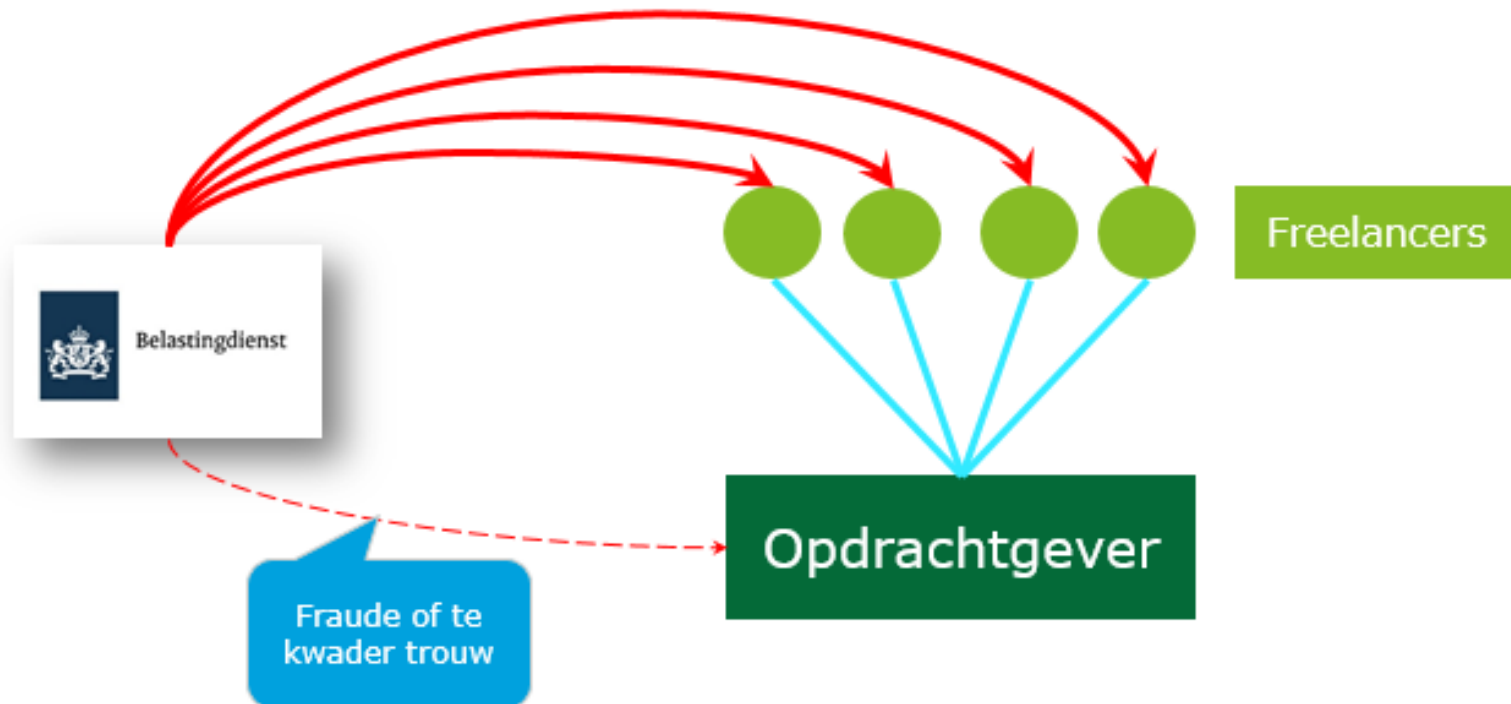 Freelancers
Belastingdienst
Opdrachtgever
Fraude of te
kwader trouw